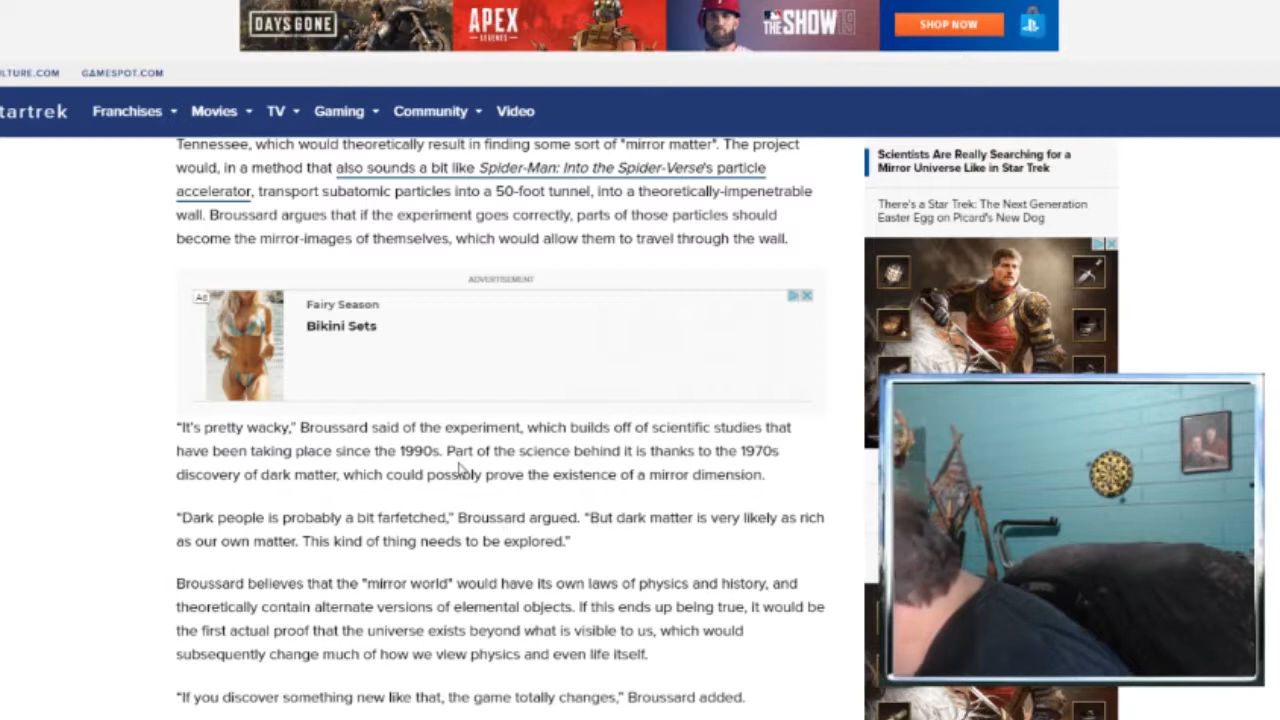 DAYS GONE
APEX
LEGENDS
MLB
THE SHOW 19
SHOP NOW
LTURE.COM GAMESPOT.COM
tartrek Franchises Movies TV Gaming Community Video
Tennessee, which would theoretically result in finding some sort of "mirror matter". The project
would, in a method that also sounds a bit like Spider-Man: Into the Spider-Verse's particle
accelerator, transport subatomic particles into a 50-foot tunnel, into a theoretically-impenetrable
wall. Broussard argues that if the experiment goes correctly, parts of those particles should
become the mirror-images of themselves, which would allow them to travel through the wall.
ADVERTISEMENT
Ad
Fairy Season
Bikini Sets
“It’s pretty wacky,” Broussard said of the experiment, which builds off of scientific studies that
have been taking place since the 1990s. Part of the science behind it is thanks to the 1970s
discovery of dark matter, which could possibly prove the existence of a mirror dimension.
“Dark people is probably a bit farfetched,” Broussard argued. “But dark matter is very likely as rich
as our own matter. This kind of thing needs to be explored.”
Broussard believes that the "mirror world" would have its own laws of physics and history, and
theoretically contain alternate versions of elemental objects. If this ends up being true, it would be
the first actual proof that the universe exists beyond what is visible to us, which would
subsequently change much of how we view physics and even life itself.
“If you discover something new like that, the game totally changes,” Broussard added.
Scientists Are Really Searching for a
Mirror Universe Like in Star Trek
There's a Star Trek: The Next Generation
Easter Egg on Picard's New Dog